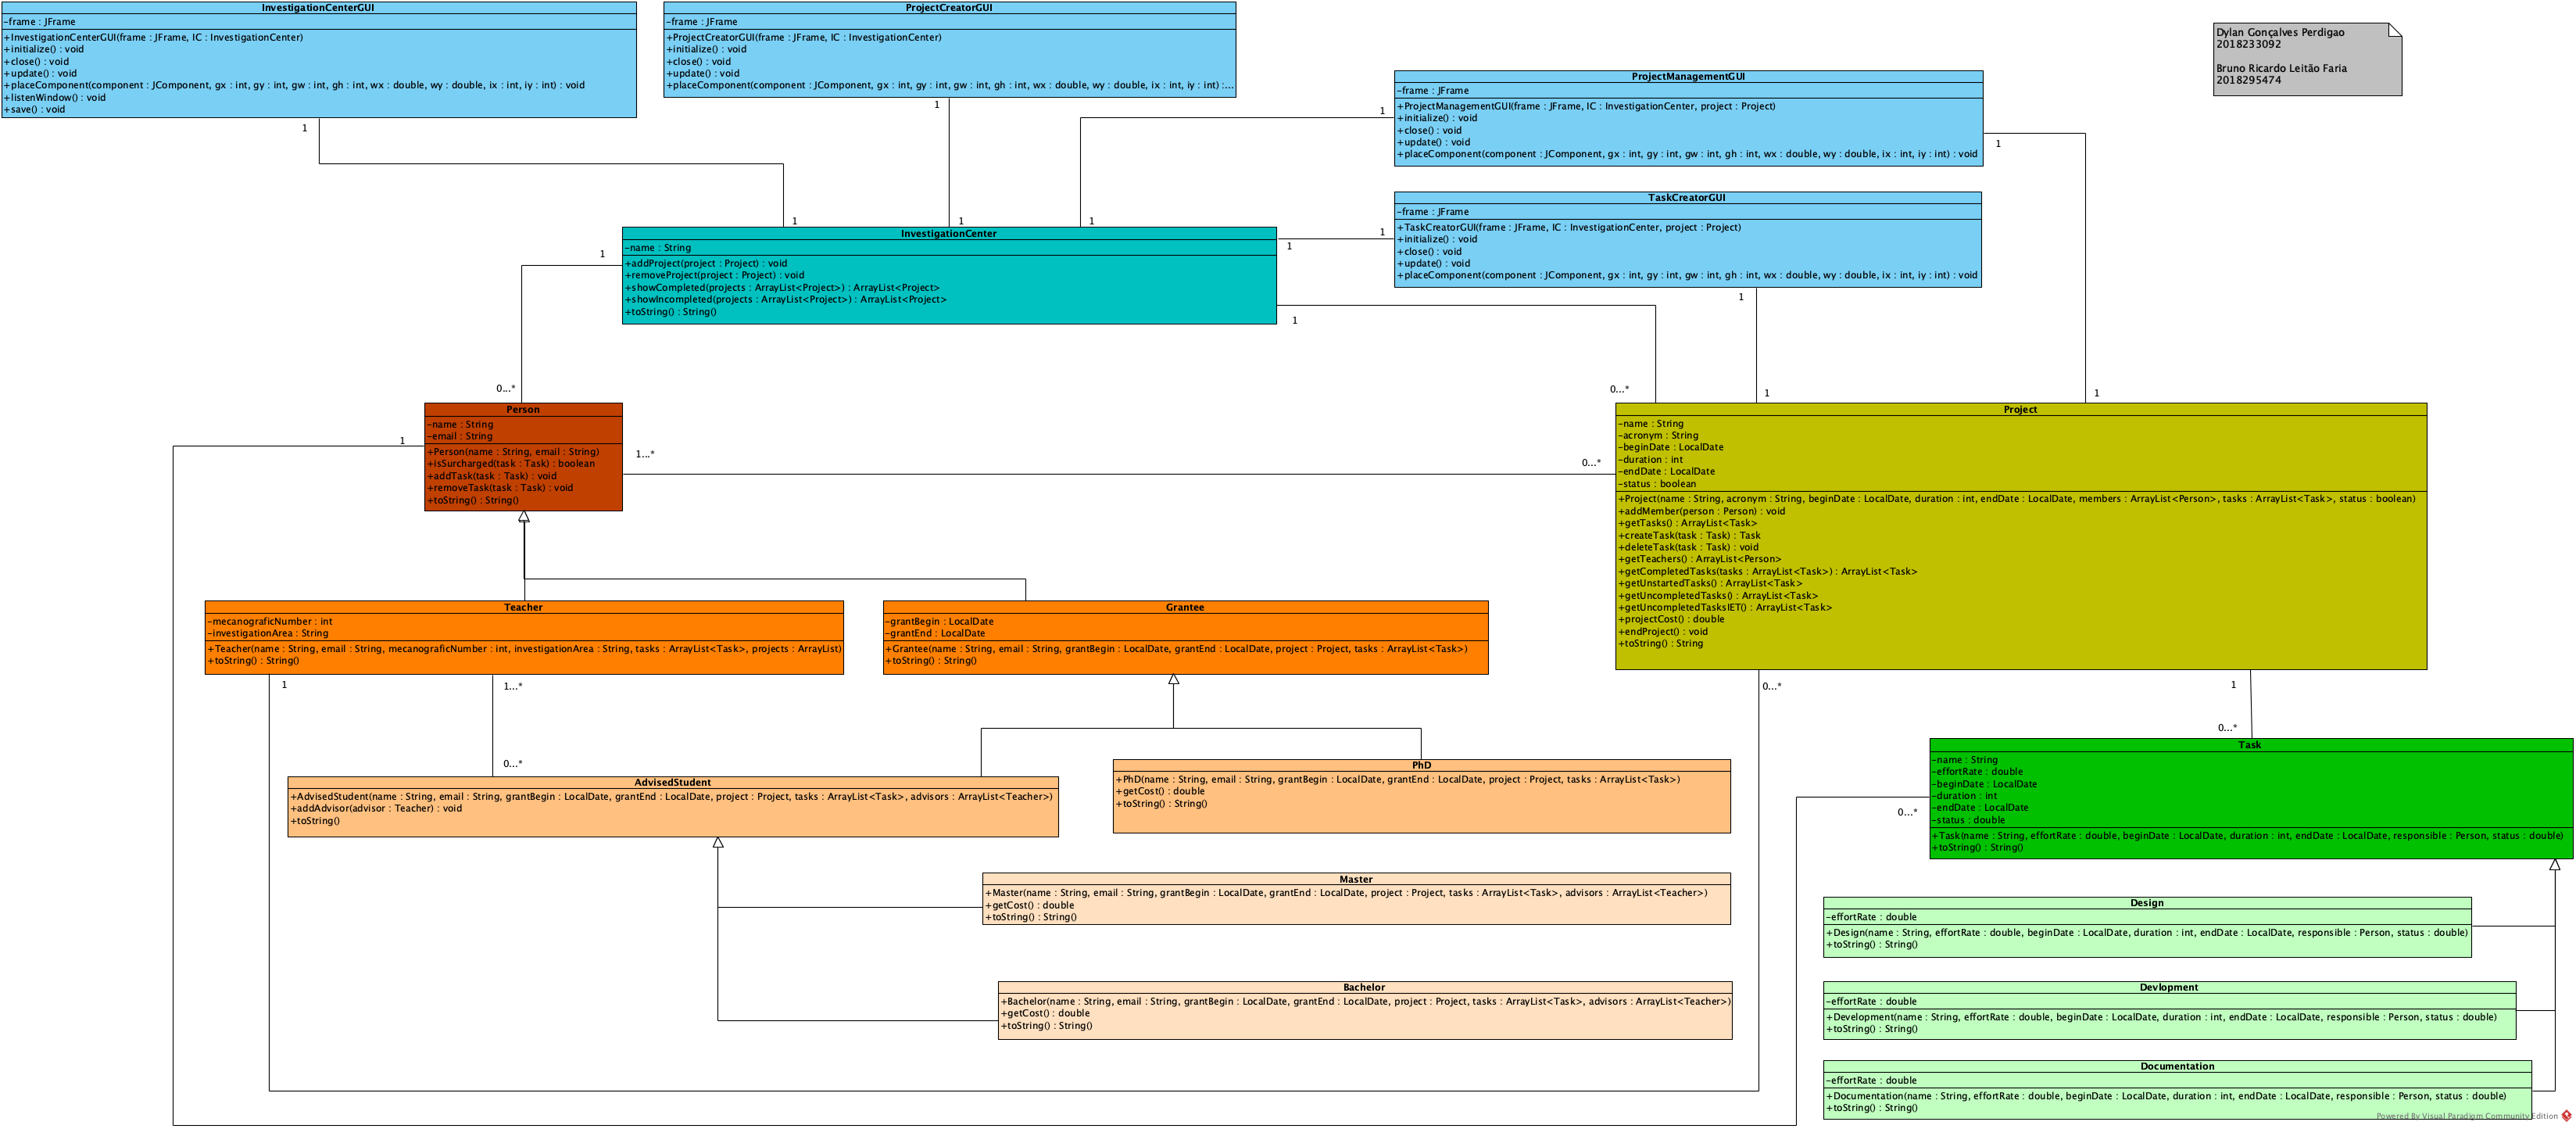 InvestigationCenterGUI
-frame : JFrame
+InvestigationCenterGUI(frame : JFrame, IC : InvestigationCenter)
+initialize() : void
+close() : void
+update() : void
+placeComponent(component : JComponent, gx : int, gy : int, gw : int, gh : int, wx : double, wy : double, ix : int, iy : int) : void
+listenWindow() : void
+save() : void
1
ProjectCreatorGUI
-frame : JFrame
+ProjectCreatorGUI(frame : JFrame, IC : InvestigationCenter)
+initialize() : void
+close() : void
+update() : void
+placeComponent(component : JComponent, gx : int, gy : int, gw : int, gh : int, wx : double, wy : double, ix : int, iy : int) :...
1
ProjectManagementGUI
-frame : JFrame
+ProjectManagementGUI(frame : JFrame, IC : InvestigationCenter, project : Project)
+initialize() : void
+close() : void
+update() : void
+placeComponent(component : JComponent, gx : int, gy : int, gw : int, gh : int, wx : double, wy : double, ix : int, iy : int) : void
1
1
Dylan Gonçalves Perdigao
2018233092
Bruno Ricardo Leitão Faria
2018295474
TaskCreatorGUI
-frame : JFrame
+TaskCreatorGUI(frame : JFrame, IC : InvestigationCenter, project : Project)
+initialize() : void
+close() : void
+update() : void
+placeComponent(component : JComponent, gx : int, gy : int, gw : int, gh : int, wx : double, wy : double, ix : int, iy : int) : void
1
1
1
1
1
InvestigationCenter
-name : String
+addProject(project : Project) : void
+removeProject(project : Project) : void
+showCompleted(projects : ArrayList<Project>) : ArrayList<Project>
+showIncompleted(projects : ArrayList<Project>) : ArrayList<Project>
+toString() : String()
1
1
1
0...*
0...*
1
1
Person
-name : String
-email : String
+Person(name : String, email : String)
+isSurcharged(task : Task) : boolean
+addTask(task : Task) : void
+removeTask(task : Task) : void
+toString() : String()
1
1...*
0...*
Project
-name : String
-acronym : String
-beginDate : LocalDate
-duration : int
-endDate : LocalDate
-status : boolean
+Project(name : String, acronym : String, beginDate : LocalDate, duration : int, endDate : LocalDate, members : ArrayList<Person>, tasks : ArrayList<Task>, status : boolean)
+addMember(person : Person) : void
+getTasks() : ArrayList<Task>
+createTask(task : Task) : Task
+deleteTask(task : Task) : void
+getTeachers() : ArrayList<Person>
+getCompletedTasks(tasks : ArrayList<Task>) : ArrayList<Task>
+getUnstartedTasks() : ArrayList<Task>
+getUncompletedTasks() : ArrayList<Task>
+getUncompletedTasksIET() : ArrayList<Task>
+projectCost() : double
+endProject() : void
+toString() : String
Teacher
-mecanograficNumber : int
-investigationArea : String
+Teacher(name : String, email : String, mecanograficNumber : int, investigationArea : String, tasks : ArrayList<Task>, projects : ArrayList)
+toString() : String()
Grantee
-grantBegin : LocalDate
-grantEnd : LocalDate
+Grantee(name : String, email : String, grantBegin : LocalDate, grantEnd : LocalDate, project : Project, tasks : ArrayList<Task>)
+toString() : String()
1
1...*
0...*
1
0...*
0...*
AdvisedStudent
+AdvisedStudent(name : String, email : String, grantBegin : LocalDate, grantEnd : LocalDate, project : Project, tasks : ArrayList<Task>, advisors : ArrayList<Teacher>)
+addAdvisor(advisor : Teacher) : void
+toString()
PhD
+PhD(name : String, email : String, grantBegin : LocalDate, grantEnd : LocalDate, project : Project, tasks : ArrayList<Task>)
+getCost() : double
+toString() : String()
Task
-name : String
-effortRate : double
-beginDate : LocalDate
-duration : int
-endDate : LocalDate
-status : double
+Task(name : String, effortRate : double, beginDate : LocalDate, duration : int, endDate : LocalDate, responsible : Person, status : double)
+toString() : String()
0...*
Master
+Master(name : String, email : String, grantBegin : LocalDate, grantEnd : LocalDate, project : Project, tasks : ArrayList<Task>, advisors : ArrayList<Teacher>)
+getCost() : double
+toString() : String()
Design
-effortRate : double
+Design(name : String, effortRate : double, beginDate : LocalDate, duration : int, endDate : LocalDate, responsible : Person, status : double)
+toString() : String()
Bachelor
+Bachelor(name : String, email : String, grantBegin : LocalDate, grantEnd : LocalDate, project : Project, tasks : ArrayList<Task>, advisors : ArrayList<Teacher>)
+getCost() : double
+toString() : String()
Devlopment
-effortRate : double
+Development(name : String, effortRate : double, beginDate : LocalDate, duration : int, endDate : LocalDate, responsible : Person, status : double)
+toString() : String()
Documentation
-effortRate : double
+Documentation(name : String, effortRate : double, beginDate : LocalDate, duration : int, endDate : LocalDate, responsible : Person, status : double)
+toString() : String()
Powered By Visual Paradigm Community Edition